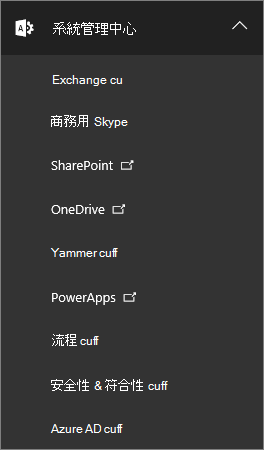 系統管理中心
Exchange cu
商務用 Skype
SharePoint
OneDrive
Yammer cuff
PowerApps
流程 cuff
安全性 & 符合性 cuff
Azure AD cuff